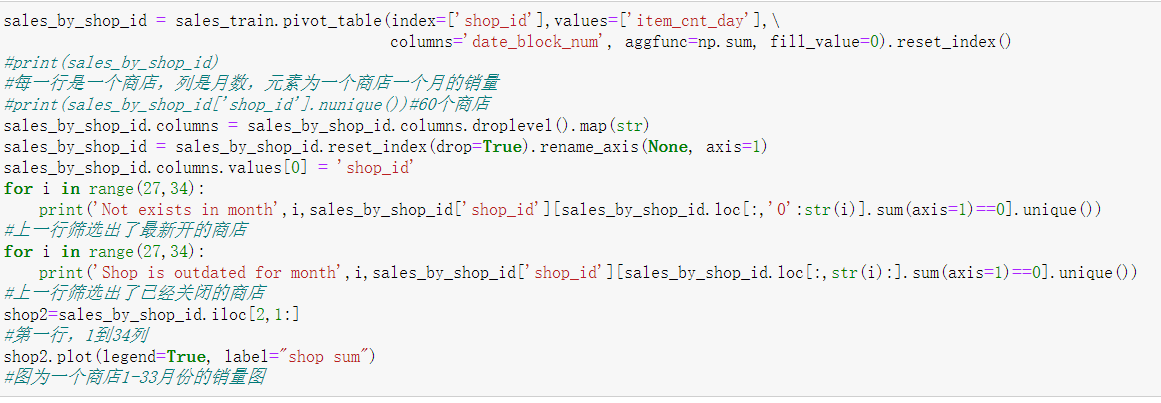 sales_by_shop_id = sales_train.pivot_table(index=['shop_id'],values=['item_cnt_day'],\
columns='date_block_num', aggfunc=np.sum, fill_value=0).reset_index()
#print(sales_by_shop_id)
#每一行是一个商店，列是月数，元素为一个商店一个月的销量
#print(sales_by_shop_id['shop_id'].nunique())#60个商店
sales_by_shop_id.columns = sales_by_shop_id.columns.droplevel().map(str)
sales_by_shop_id = sales_by_shop_id.reset_index(drop=True).rename_axis(None, axis=1)
sales_by_shop_id.columns.values[0] = 'shop_id'
for i in range(27,34):
    print('Not exists in month',i,sales_by_shop_id['shop_id'][sales_by_shop_id.loc[:,'0':str(i)].sum(axis=1)==0].unique())
#上一行筛选出了最新开的商店
for i in range(27,34):
    print('Shop is outdated for month',i,sales_by_shop_id['shop_id'][sales_by_shop_id.loc[:,str(i):].sum(axis=1)==0].unique())
#上一行筛选出了已经关闭的商店
shop2=sales_by_shop_id.iloc[2,1:]
#第一行，1到34列
shop2.plot(legend=True, label="shop sum")
#图为一个商店1-33月份的销量图